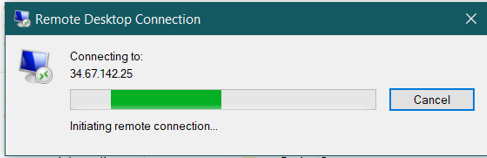 Remote Desktop Connection
Connecting to:
34.67.142.25
Cancel
Initiating remote connection...